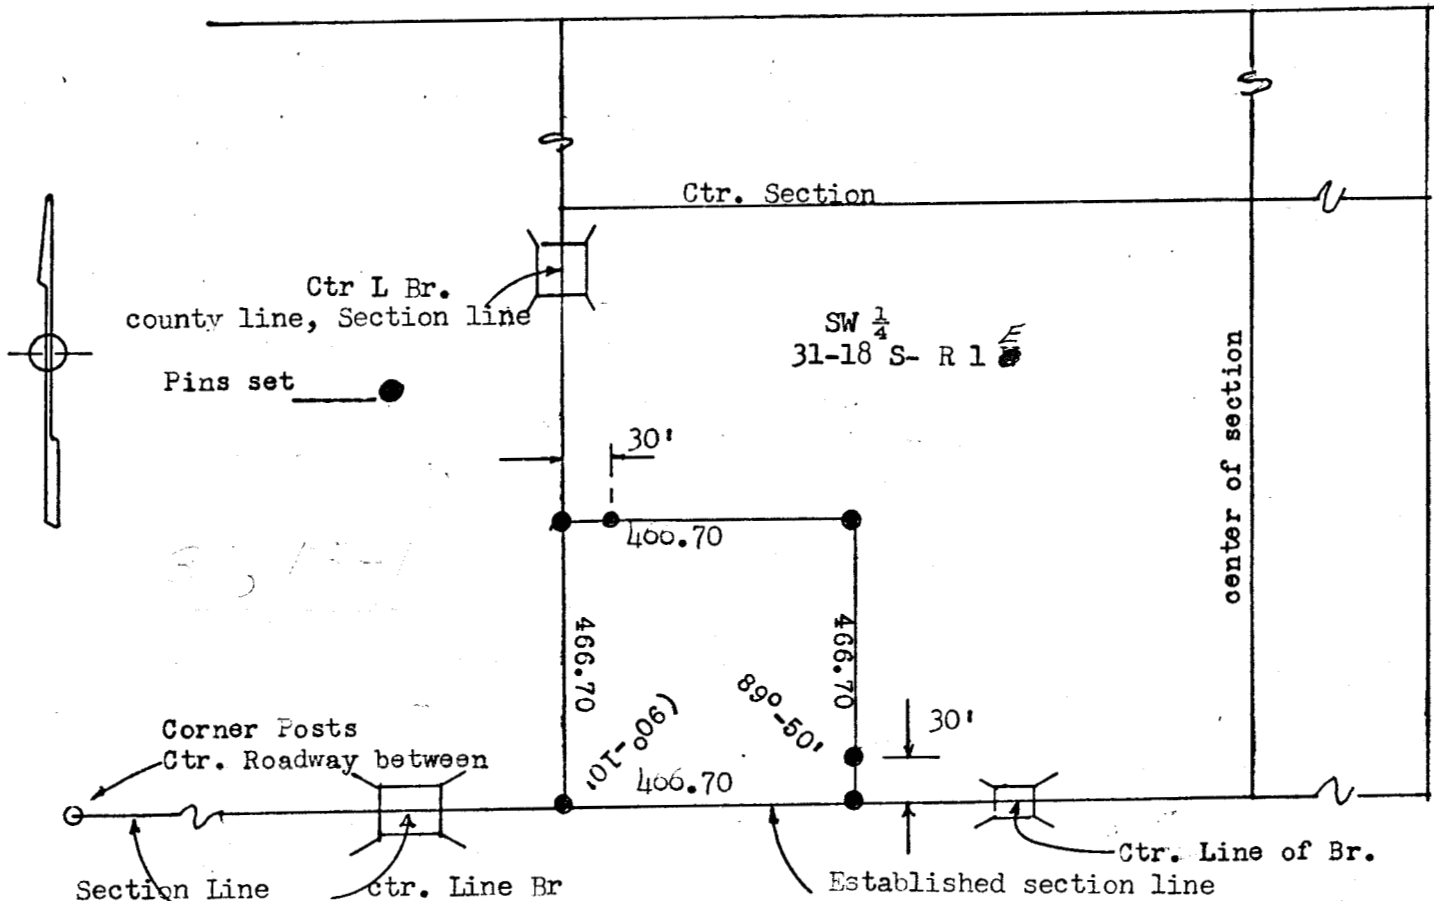 Ctr. Section
Ctr L Br.
county line, Section line
SW 1/4
31-18 S- R 1 E
Pins set
30'
466.70
center of section
466.70
466.70
89°-50'
(90°-10'
30'
466.70
Corner Posts
Ctr. Roadway between
Ctr. Line of Br.
Section Line
ctr. Line Br
Established section line